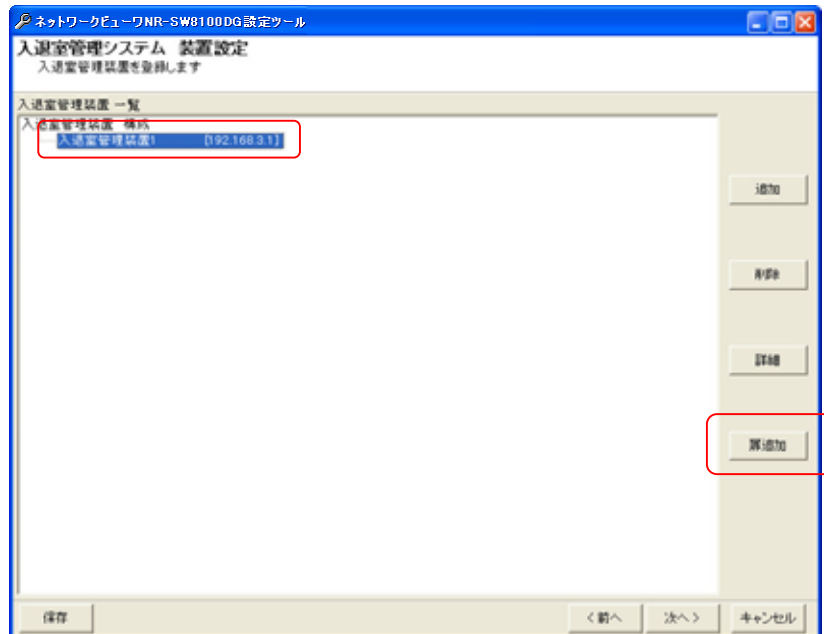 ネットワークビューワNR-SW8100DG設定ツール
入退室管理システム 装置設定
入退室管理装置を登録します
入退室管理装置 一覧
入退室管理装置 構成
入退室管理装置1 [192.168.3.1]
追加
削除
詳細
扉追加
保存
< 前へ
次へ >
キャンセル